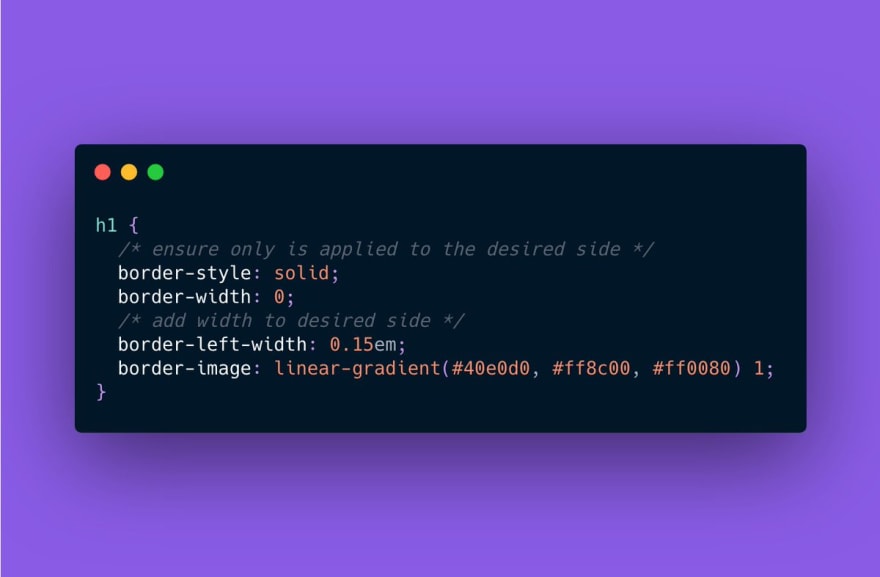 h1 {
/* ensure only is applied to the desired side */
border-style: solid;
border-width: 0;
/* add width to desired side */
border-left-width: 0.15em;
border-image: linear-gradient(#40e0d0, #ff8c00, #ff0080) 1;
}